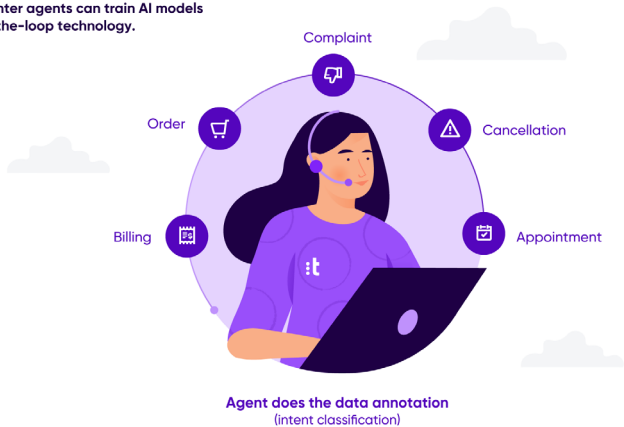 nter agents can train AI models
the-loop technology.
Complaint
Order
Cancellation
Billing
Appointment
:t
Agent does the data annotation
(intent classification)